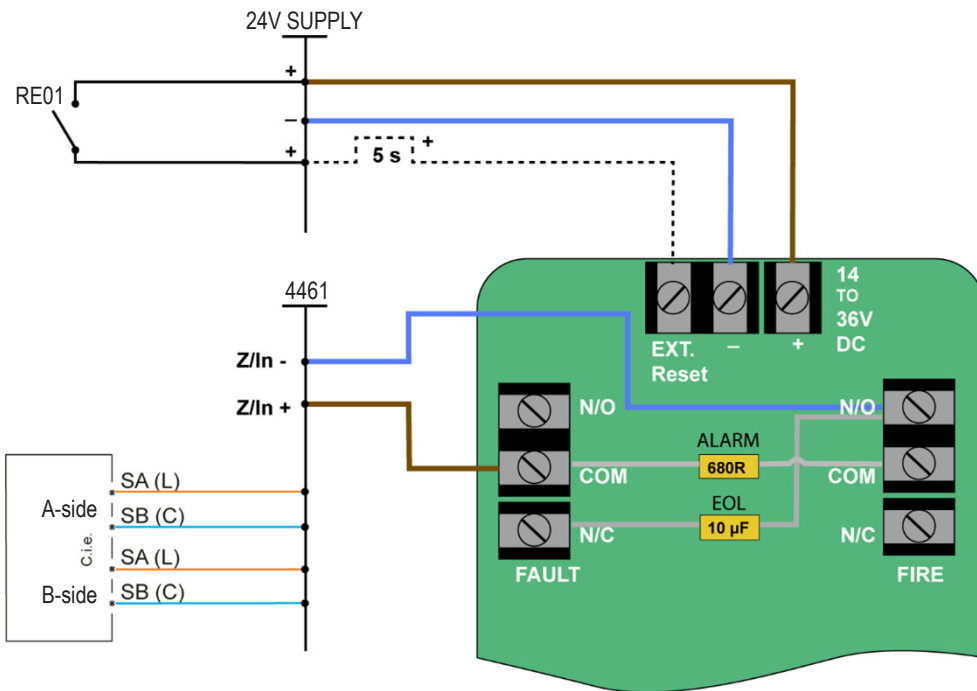 24V SUPPLY
+
RE01
–
+
5 s
+
14
TO
36V
DC
EXT.
Reset
–
+
4461
Z/In -
Z/In +
N/O
N/O
ALARM
680R
COM
COM
EOL
10 µF
N/C
N/C
FAULT
FIRE
A-side
B-side
C.i.e.
SA (L)
SB (C)
SA (L)
SB (C)